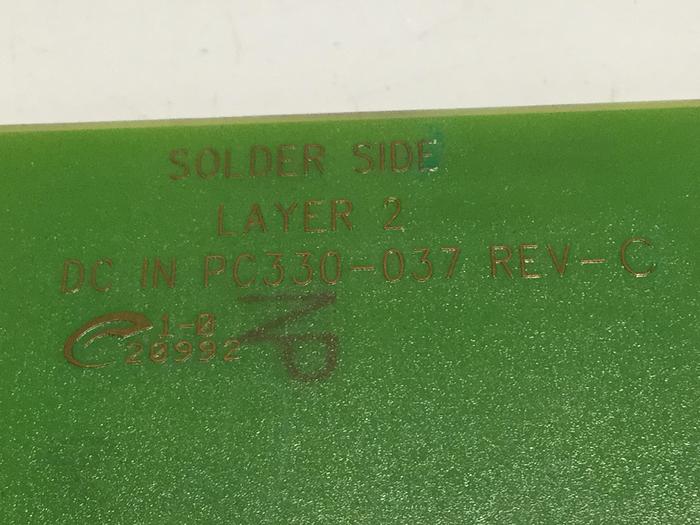 SOLDER SIDE
LAYER 2
DC IN PC330-037 REV-C
1-0
20992